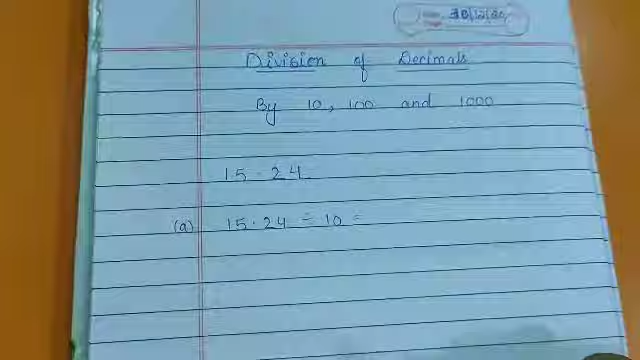 Division of Decimals
By 10, 100 and 1000
15.24
(a) 15.24 ÷ 10 =